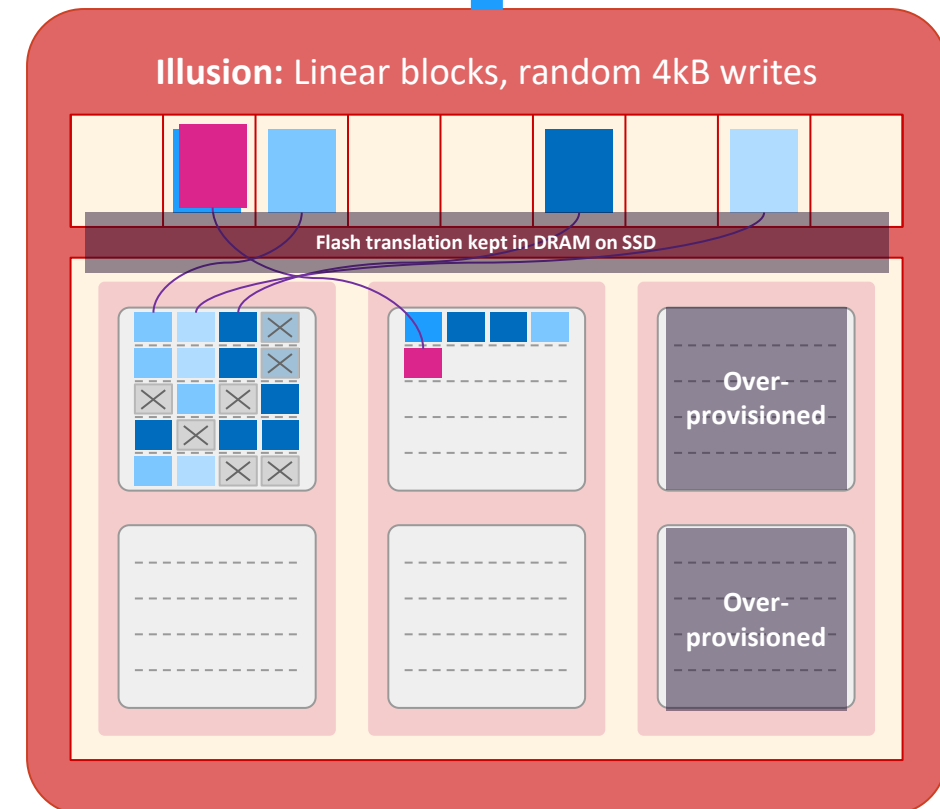 Illusion: Linear blocks, random 4kB writes
Flash translation kept in DRAM on SSD
Over-
provisioned
Over-
provisioned